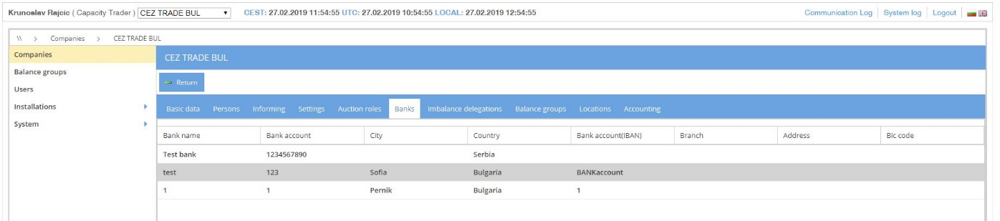 Krunoslav Rajcic ( Capacity Trader ) CEZ TRADE BUL CEST: 27.02.2019 11:54:55 UTC: 27.02.2019 10:54:55 LOCAL: 27.02.2019 12:54:55 Communication Log System log Logout
\\ > Companies > CEZ TRADE BUL
Companies
Balance groups
Users
Installations
System
CEZ TRADE BUL
Return
Basic data Persons Informing Settings Auction roles Banks Imbalance delegations Balance groups Locations Accounting
Bank name Bank account City Country Bank account(IBAN) Branch Address Bic code
Test bank 1234567890 Serbia
test 123 Sofia Bulgaria BANKaccount
1 1 Pernik Bulgaria 1